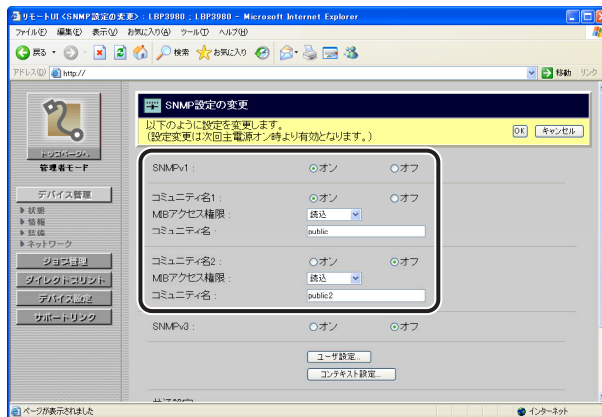 リモートUI <SNMP設定の変更> : LBP3980 ; LBP3980 - Microsoft Internet Explorer
ファイル(F) 編集(E) 表示(V) お気に入り(A) ツール(T) ヘルプ(H)
戻る 検索 お気に入り
アドレス(D) http:// 移動 リンク
SNMP設定の変更
以下のように設定を変更します。
(設定変更は次回主電源オン時より有効となります。)
OK キャンセル
トップページへ
管理者モード
デバイス管理
状態
情報
装備
ネットワーク
ジョブ管理
ダイレクトプリント
デバイス設定
サポートリンク
SNMPv1 : オン オフ
コミュニティ名1 : オン オフ
MIBアクセス権限 : 読込
コミュニティ名 : public
コミュニティ名2 : オン オフ
MIBアクセス権限 : 読込
コミュニティ名 : public2
SNMPv3 : オン オフ
ユーザ設定...
コンテキスト設定...
ページが表示されました インターネット